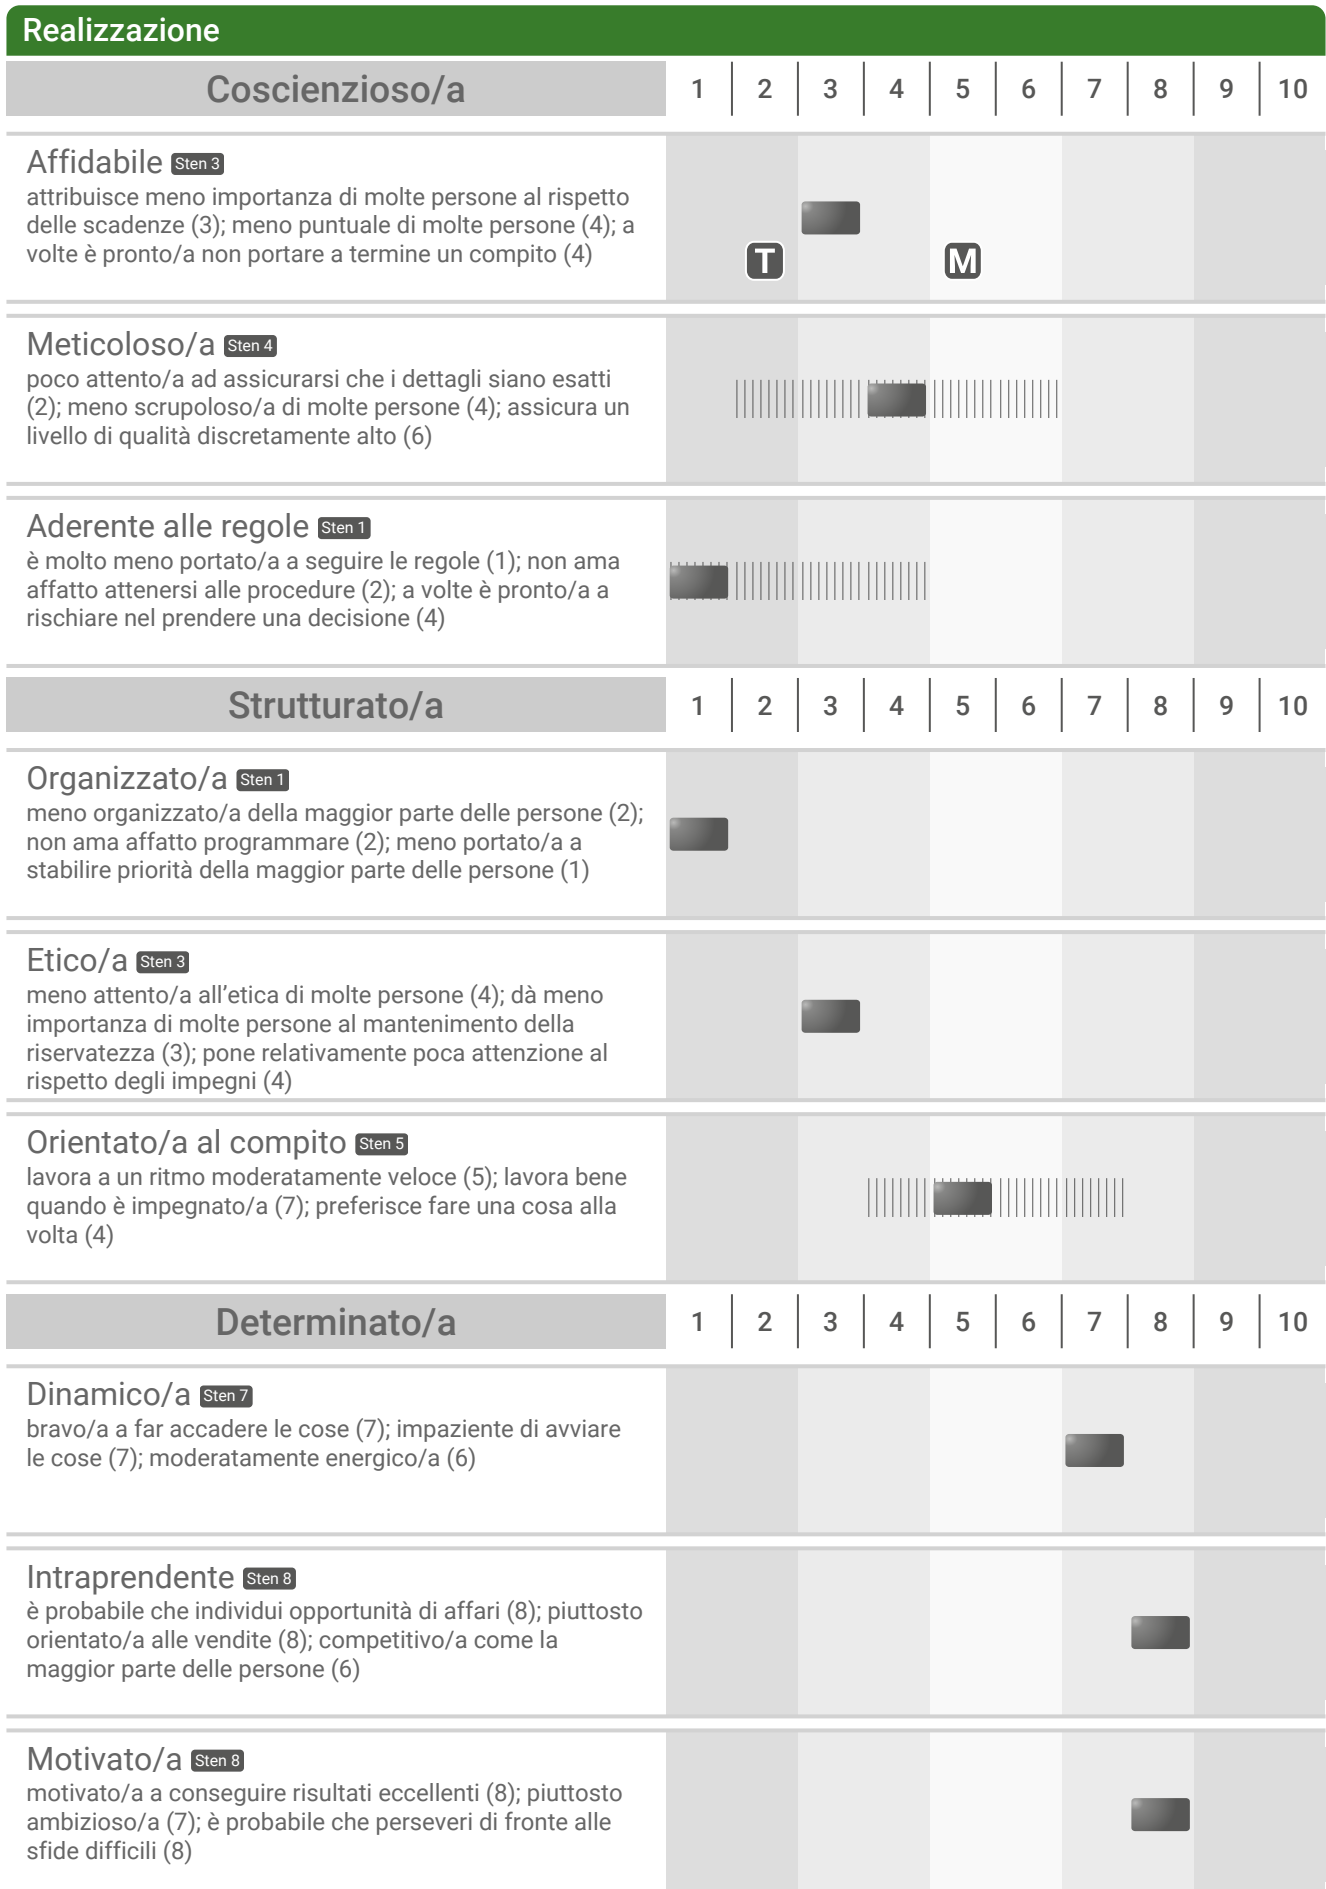 Realizzazione
Coscienzioso/a 1 2 3 4 5 6 7 8 9 10
Affidabile Sten 3
attribuisce meno importanza di molte persone al rispetto
delle scadenze (3); meno puntuale di molte persone (4); a
volte è pronto/a non portare a termine un compito (4)
T M
Meticoloso/a Sten 4
poco attento/a ad assicurarsi che i dettagli siano esatti
(2); meno scrupoloso/a di molte persone (4); assicura un
livello di qualità discretamente alto (6)
Aderente alle regole Sten 1
è molto meno portato/a a seguire le regole (1); non ama
affatto attenersi alle procedure (2); a volte è pronto/a a
rischiare nel prendere una decisione (4)
Strutturato/a 1 2 3 4 5 6 7 8 9 10
Organizzato/a Sten 1
meno organizzato/a della maggior parte delle persone (2);
non ama affatto programmare (2); meno portato/a a
stabilire priorità della maggior parte delle persone (1)
Etico/a Sten 3
meno attento/a all’etica di molte persone (4); dà meno
importanza di molte persone al mantenimento della
riservatezza (3); pone relativamente poca attenzione al
rispetto degli impegni (4)
Orientato/a al compito Sten 5
lavora a un ritmo moderatamente veloce (5); lavora bene
quando è impegnato/a (7); preferisce fare una cosa alla
volta (4)
Determinato/a 1 2 3 4 5 6 7 8 9 10
Dinamico/a Sten 7
bravo/a a far accadere le cose (7); impaziente di avviare
le cose (7); moderatamente energico/a (6)
Intraprendente Sten 8
è probabile che individui opportunità di affari (8); piuttosto
orientato/a alle vendite (8); competitivo/a come la
maggior parte delle persone (6)
Motivato/a Sten 8
motivato/a a conseguire risultati eccellenti (8); piuttosto
ambizioso/a (7); è probabile che perseveri di fronte alle
sfide difficili (8)